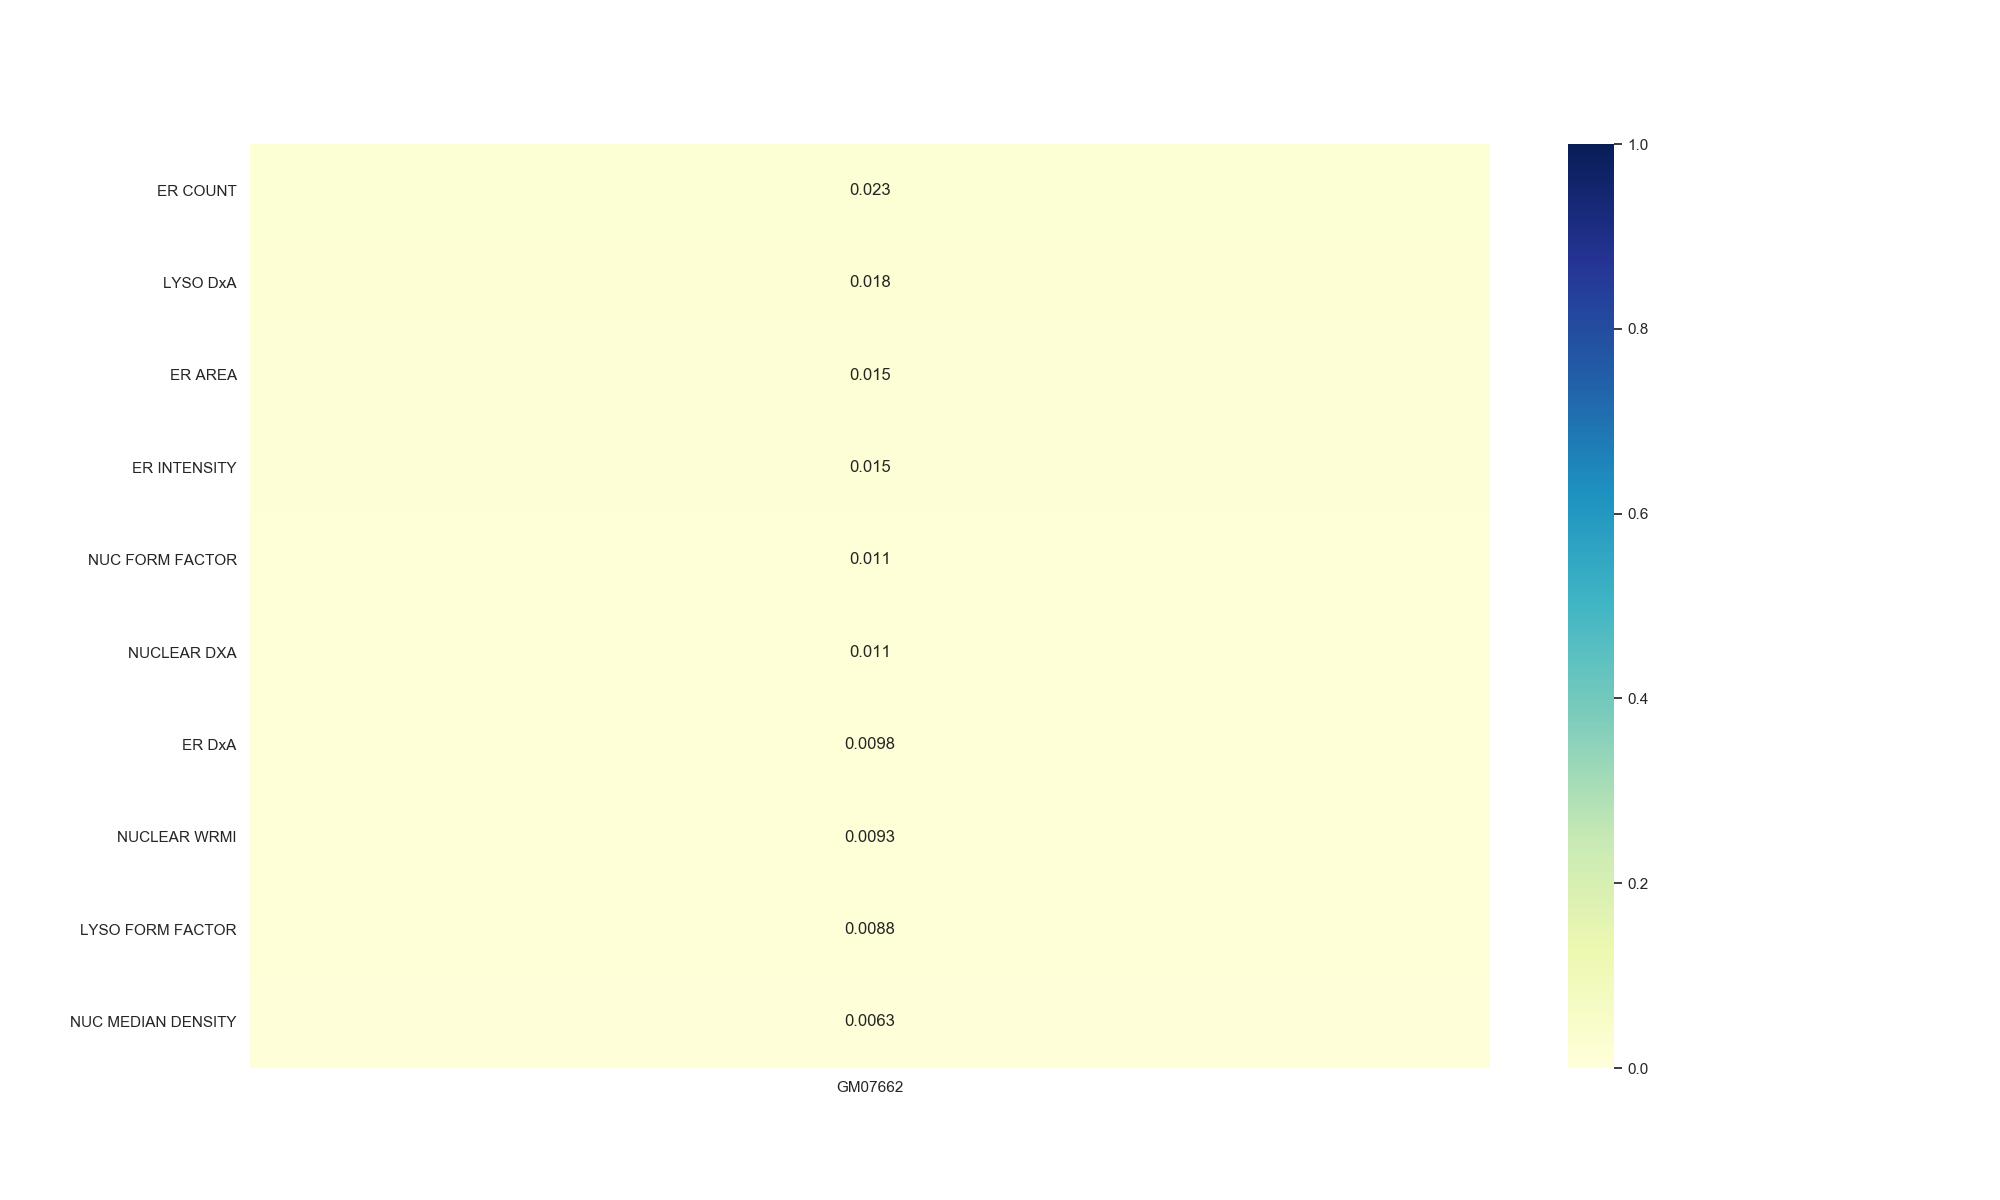 ER COUNT 0.023
LYSO DxA 0.018
ER AREA 0.015
ER INTENSITY 0.015
NUC FORM FACTOR 0.011
NUCLEAR DXA 0.011
ER DxA 0.0098
NUCLEAR WRMI 0.0093
LYSO FORM FACTOR 0.0088
NUC MEDIAN DENSITY 0.0063
GM07662
1.0
0.8
0.6
0.4
0.2
0.0